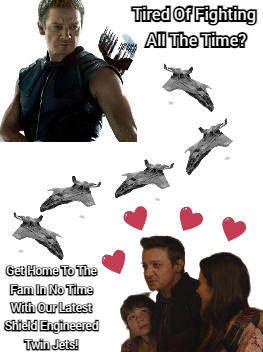 Tired Of Fighting
All The Time?
Get Home To The
Fam In No Time
With Our Latest
Shield Engineered
Twin Jets!